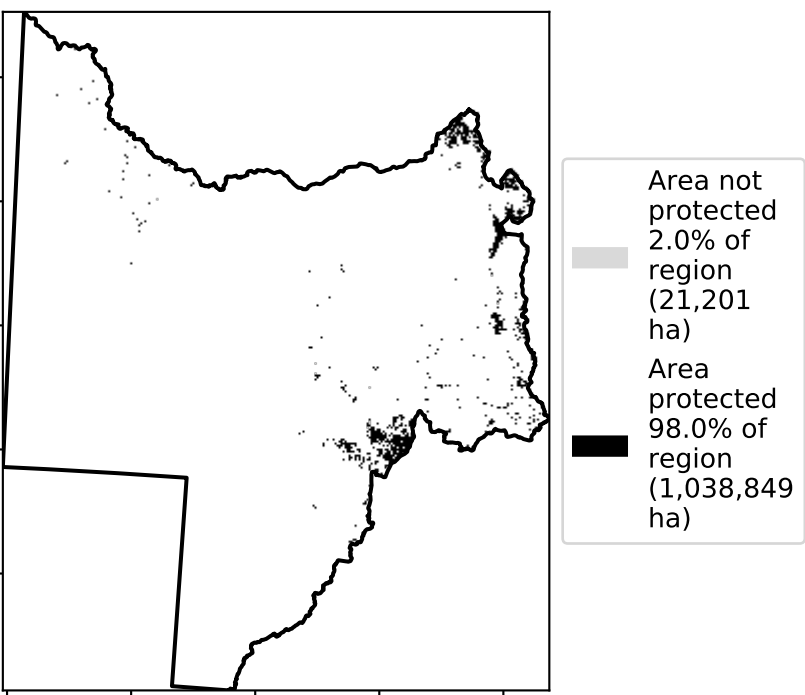 Area not
protected
2.0% of
region
(21,201
ha)
Area
protected
98.0% of
region
(1,038,849
ha)